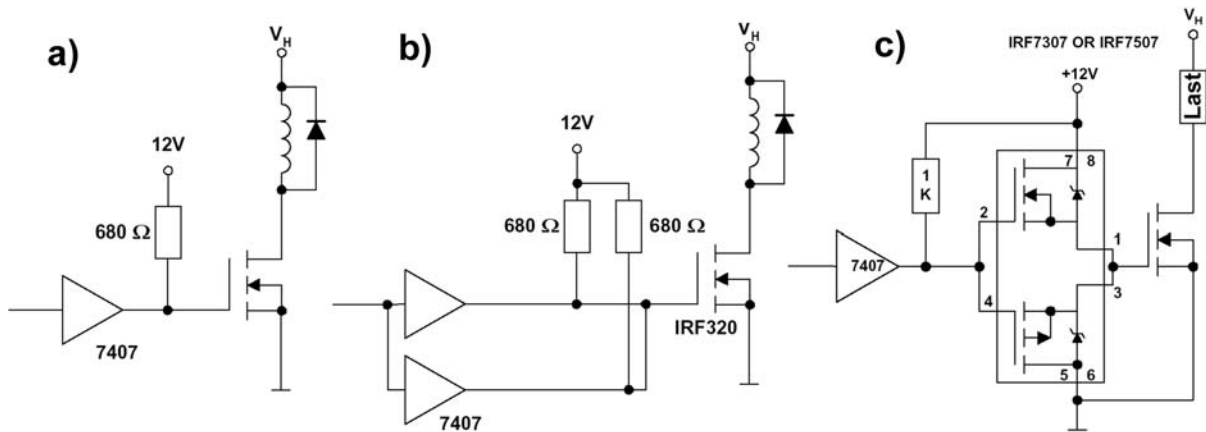 a)
V_H
12V
680 Ω
7407
b)
V_H
12V
680 Ω
680 Ω
IRF320
7407
c)
V_H
IRF7307 OR IRF7507
+12V
Last
1
K
7 8
2
1
7407
4
3
5 6